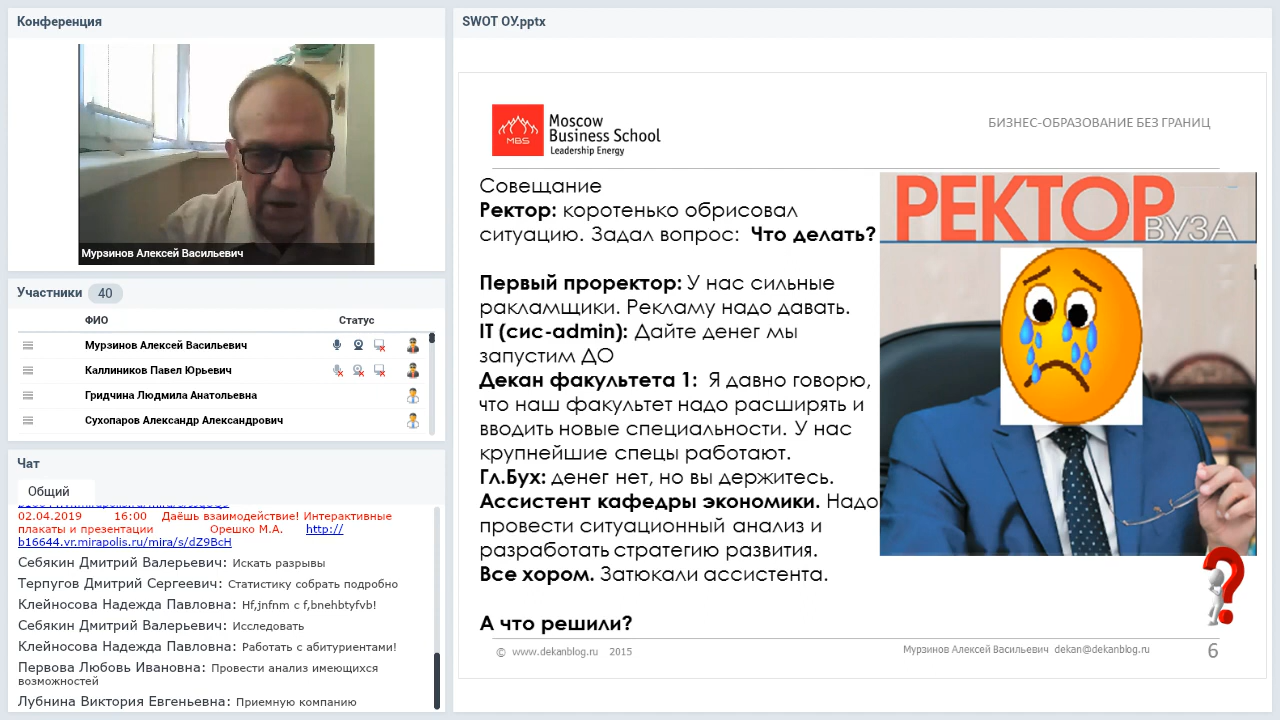 Конференция
Мурзинов Алексей Васильевич
Участники 40
ФИО Статус
Мурзинов Алексей Васильевич
Каллиников Павел Юрьевич
Гридчина Людмила Анатольевна
Сухопаров Александр Александрович
Чат
Общий
02.04.2019 16:00 Даёшь взаимодействие! Интерактивные
плакаты и презентации Орешко М.А. http://
b16644.vr.mirapolis.ru/mira/s/dZ9BcH
Себякин Дмитрий Валерьевич: Искать разрывы
Терпугов Дмитрий Сергеевич: Статистику собрать подробно
Клейносова Надежда Павловна: Hf,jnfnm c f,bnehbtyfvb!
Себякин Дмитрий Валерьевич: Исследовать
Клейносова Надежда Павловна: Работать с абитуриентами!
Первова Любовь Ивановна: Провести анализ имеющихся
возможностей
Лубнина Виктория Евгеньевна: Приемную компанию
SWOT ОУ.pptx
MBS
Moscow
Business School
Leadership Energy
БИЗНЕС-ОБРАЗОВАНИЕ БЕЗ ГРАНИЦ
Совещание
Ректор: коротенько обрисовал
ситуацию. Задал вопрос: Что делать?
Первый проректор: У нас сильные
ракламщики. Рекламу надо давать.
IT (сис-admin): Дайте денег мы
запустим ДО
Декан факультета 1: Я давно говорю,
что наш факультет надо расширять и
вводить новые специальности. У нас
крупнейшие спецы работают.
Гл.Бух: денег нет, но вы держитесь.
Ассистент кафедры экономики. Надо
провести ситуационный анализ и
разработать стратегию развития.
Все хором. Затюкали ассистента.
А что решили?
РЕКТОР
ВУЗА
© www.dekanblog.ru 2015
Мурзинов Алексей Васильевич dekan@dekanblog.ru
6